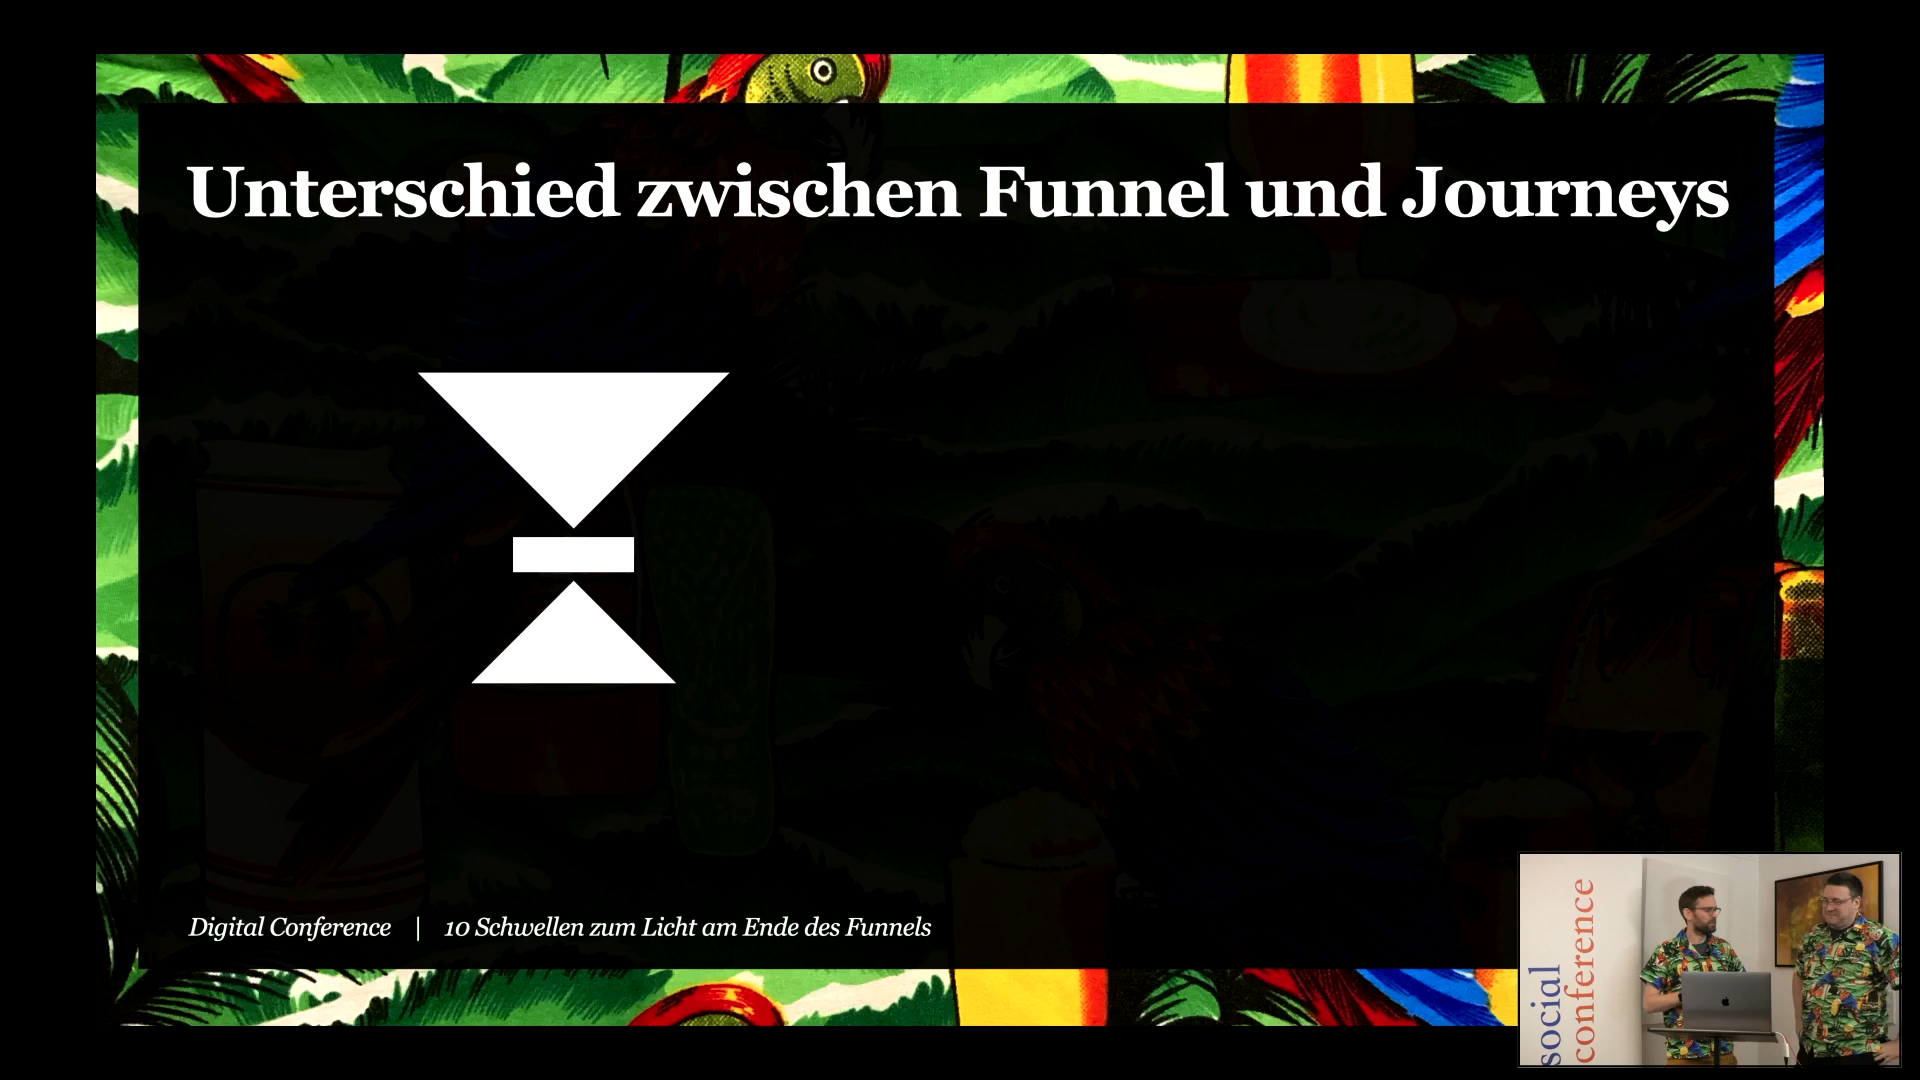 Unterschied zwischen Funnel und Journeys
Digital Conference | 10 Schwellen zum Licht am Ende des Funnels
social
conference